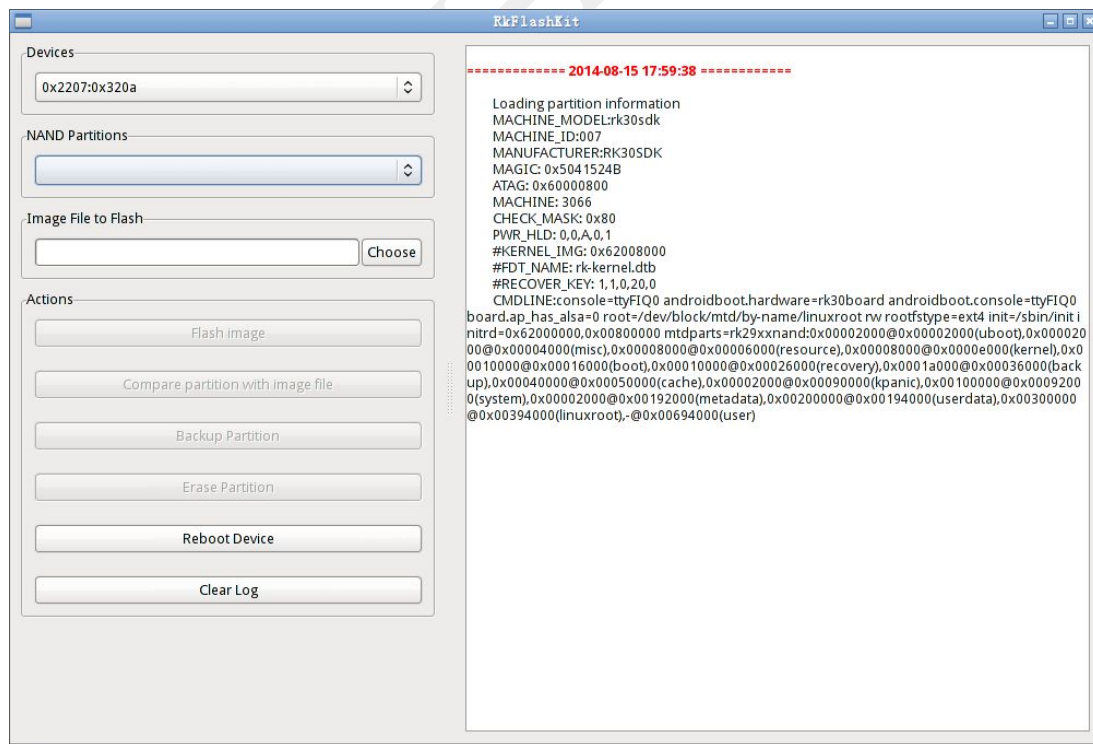 RkFlashKit
Devices
0x2207:0x320a
NAND Partitions
Image File to Flash
Choose
Actions
Flash image
Compare partition with image file
Backup Partition
Erase Partition
Reboot Device
Clear Log
============= 2014-08-15 17:59:38 ============
Loading partition information
MACHINE_MODEL:rk30sdk
MACHINE_ID:007
MANUFACTURER:RK30SDK
MAGIC: 0x5041524B
ATAG: 0x60000800
MACHINE: 3066
CHECK_MASK: 0x80
PWR_HLD: 0,0,A,0,1
#KERNEL_IMG: 0x62008000
#FDT_NAME: rk-kernel.dtb
#RECOVER_KEY: 1,1,0,20,0
CMDLINE:console=ttyFIQ0 androidboot.hardware=rk30board androidboot.console=ttyFIQ0
board.ap_has_alsa=0 root=/dev/block/mtd/by-name/linuxroot rw rootfstype=ext4 init=/sbin/init i
nitrd=0x62000000,0x00800000 mtdparts=rk29xxnand:0x00002000@0x00002000(uboot),0x000020
00@0x00004000(misc),0x00008000@0x00006000(resource),0x00008000@0x0000e000(kernel),0x0
0010000@0x00016000(boot),0x00010000@0x00026000(recovery),0x0001a000@0x00036000(back
up),0x00040000@0x00050000(cache),0x00002000@0x00090000(kpanic),0x00100000@0x0009200
0(system),0x00002000@0x00192000(metadata),0x00200000@0x00194000(userdata),0x00300000
@0x00394000(linuxroot),-@0x00694000(user)